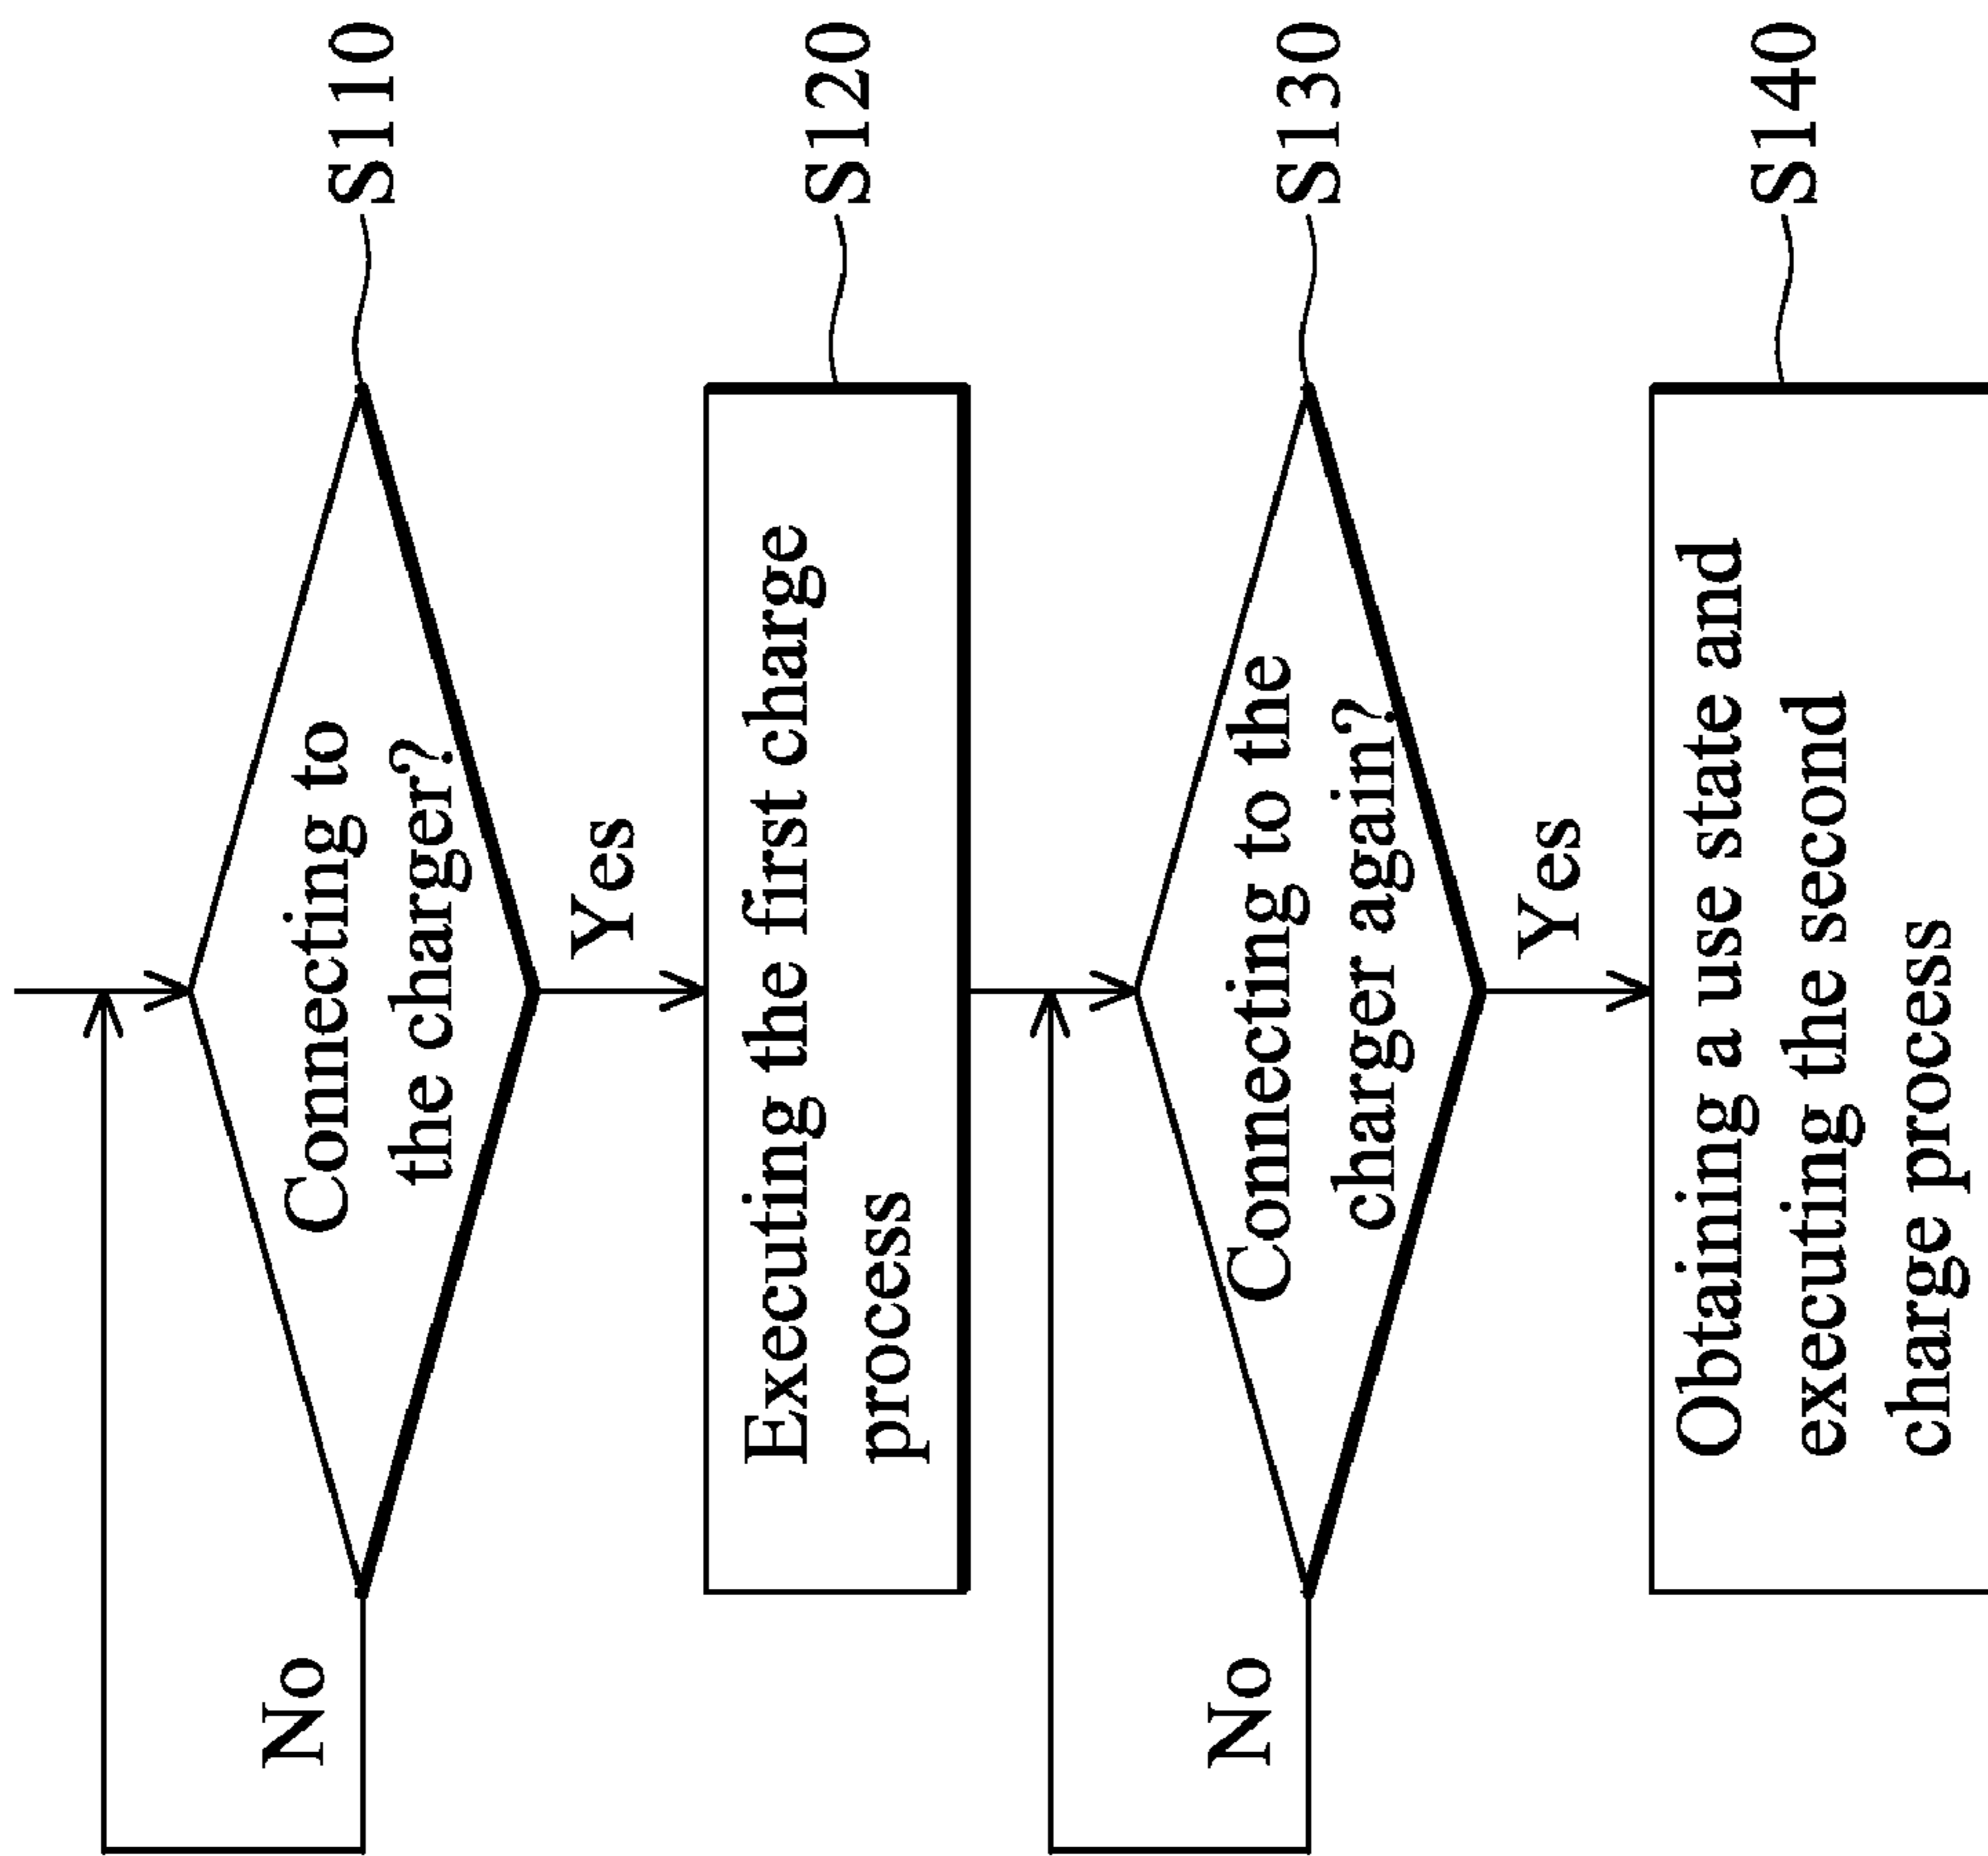 Connecting to
the charger?
S110
No
Yes
Executing the first charge
process
S120
Connecting to the
charger again?
S130
No
Yes
Obtaining a use state and
executing the second
charge process
S140